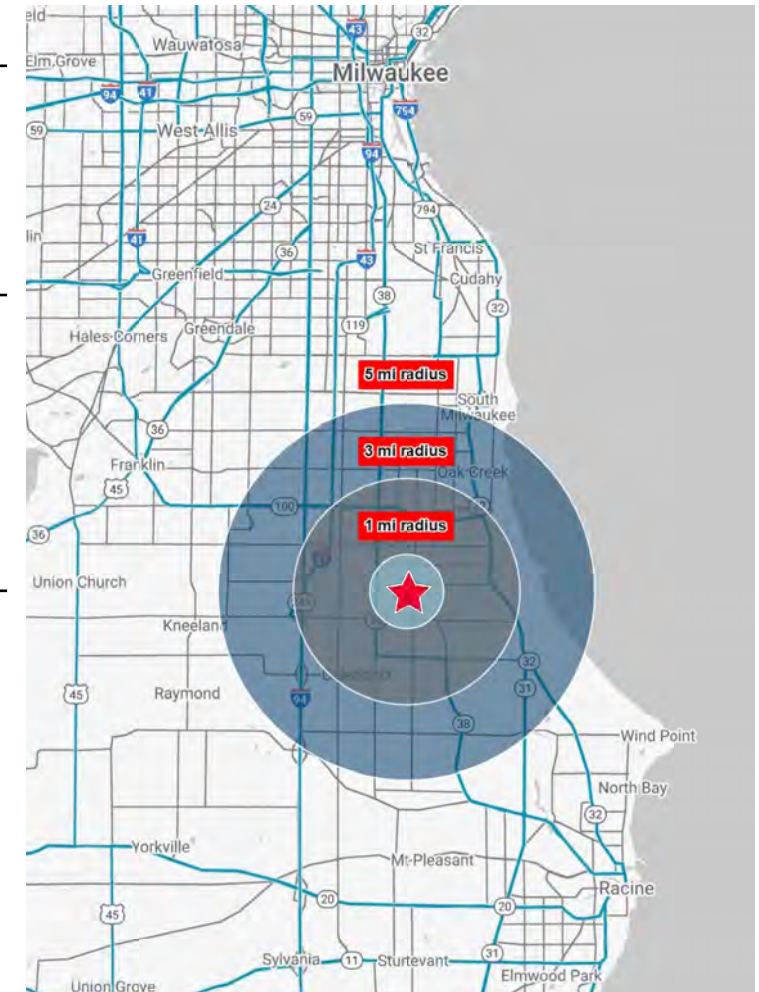 eld
43
32
Wauwatosa
Elm Grove
Milwaukee
94
41
794
59
59
West Allis
94
24
794
lin
41
36
St Francis
43
Greenfield
Cudahy
38
32
119
Hales Corners
Greendale
5 mi radius
South
Milwaukee
36
3 mi radius
Franklin
Oak Creek
45
100
1 mi radius
36
Union Church
Kneeland
32
45
31
Raymond
94
38
Wind Point
North Bay
32
Yorkville
Mt Pleasant
Racine
20
20
45
31
Sylvania
11
Sturtevant
Elmwood Park
Union Grove